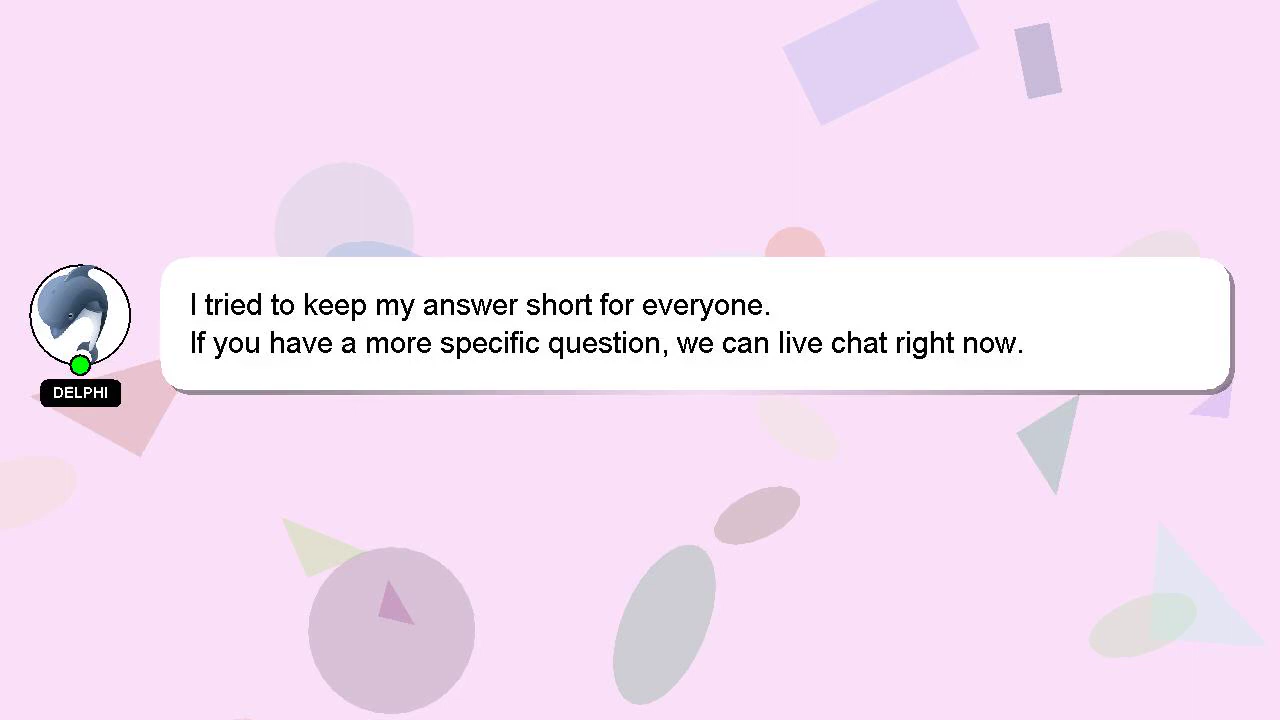 I tried to keep my answer short for everyone.
If you have a more specific question, we can live chat right now.
DELPHI